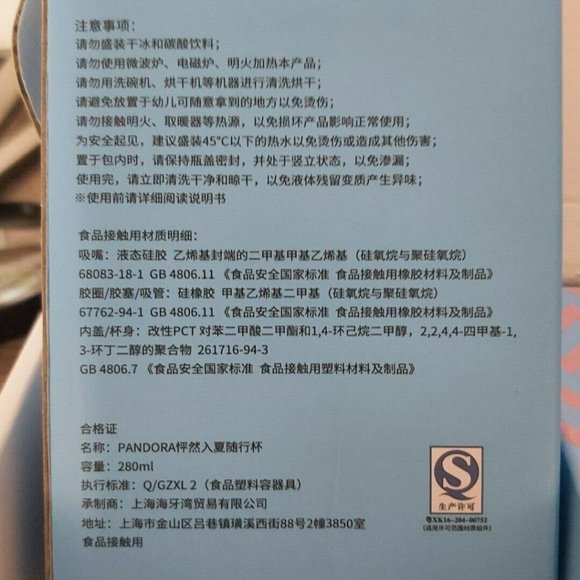 注意事项：
请勿盛装干冰和碳酸饮料；
请勿使用微波炉、电磁炉、明火加热本产品；
请勿用洗碗机、烘干机等机器进行清洗烘干；
请避免放置于幼儿可随意拿到的地方以免烫伤；
请勿接触明火、取暖器等热源，以免损坏产品影响正常使用；
为安全起见，建议盛装45°C以下的热水以免烫伤或造成其他伤害；
置于包内时，请保持瓶盖密封，并处于竖立状态，以免渗漏；
使用完，请立即清洗干净和晾干，以免液体残留变质产生异味；
※使用前请详细阅读说明书
食品接触用材质明细：
吸嘴：液态硅胶 乙烯基封端的二甲基甲基乙烯基（硅氧烷与聚硅氧烷）
68083-18-1 GB 4806.11 《食品安全国家标准 食品接触用橡胶材料及制品》
胶圈/胶塞/吸管：硅橡胶 甲基乙烯基二甲基（硅氧烷与聚硅氧烷）
67762-94-1 GB 4806.11 《食品安全国家标准 食品接触用橡胶材料及制品》
内盖/杯身：改性PCT 对苯二甲酸二甲酯和1,4-环己烷二甲醇，2,2,4,4-四甲基-1,
3-环丁二醇的聚合物 261716-94-3
GB 4806.7 《食品安全国家标准 食品接触用塑料材料及制品》
合格证
名称：PANDORA怦然入夏随行杯
容量：280ml
执行标准：Q/GZXL 2（食品塑料容器具）
承制商：上海海牙湾贸易有限公司
地址：上海市金山区吕巷镇璜溪西街88号2幢3850室
食品接触用
QS
生产许可
粤XK16-204-00752
(适用许可范围材质组件)